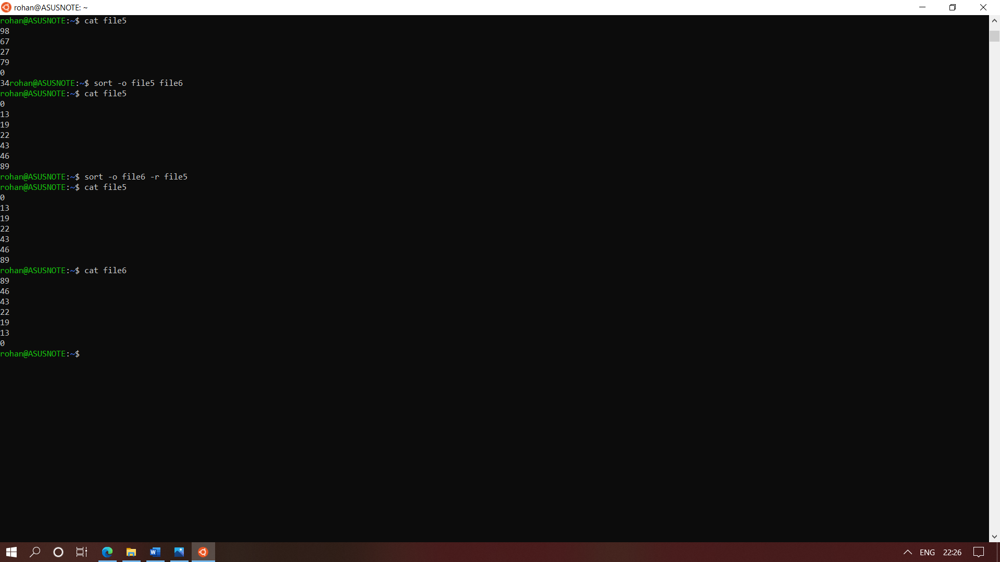 rohan@ASUSNOTE: ~
rohan@ASUSNOTE:~$ cat file5
98
67
27
79
0
34rohan@ASUSNOTE:~$ sort -o file5 file6
rohan@ASUSNOTE:~$ cat file5
0
13
19
22
43
46
89
rohan@ASUSNOTE:~$ sort -o file6 -r file5
rohan@ASUSNOTE:~$ cat file5
0
13
19
22
43
46
89
rohan@ASUSNOTE:~$ cat file6
89
46
43
22
19
13
0
rohan@ASUSNOTE:~$
W
ENG 22:26